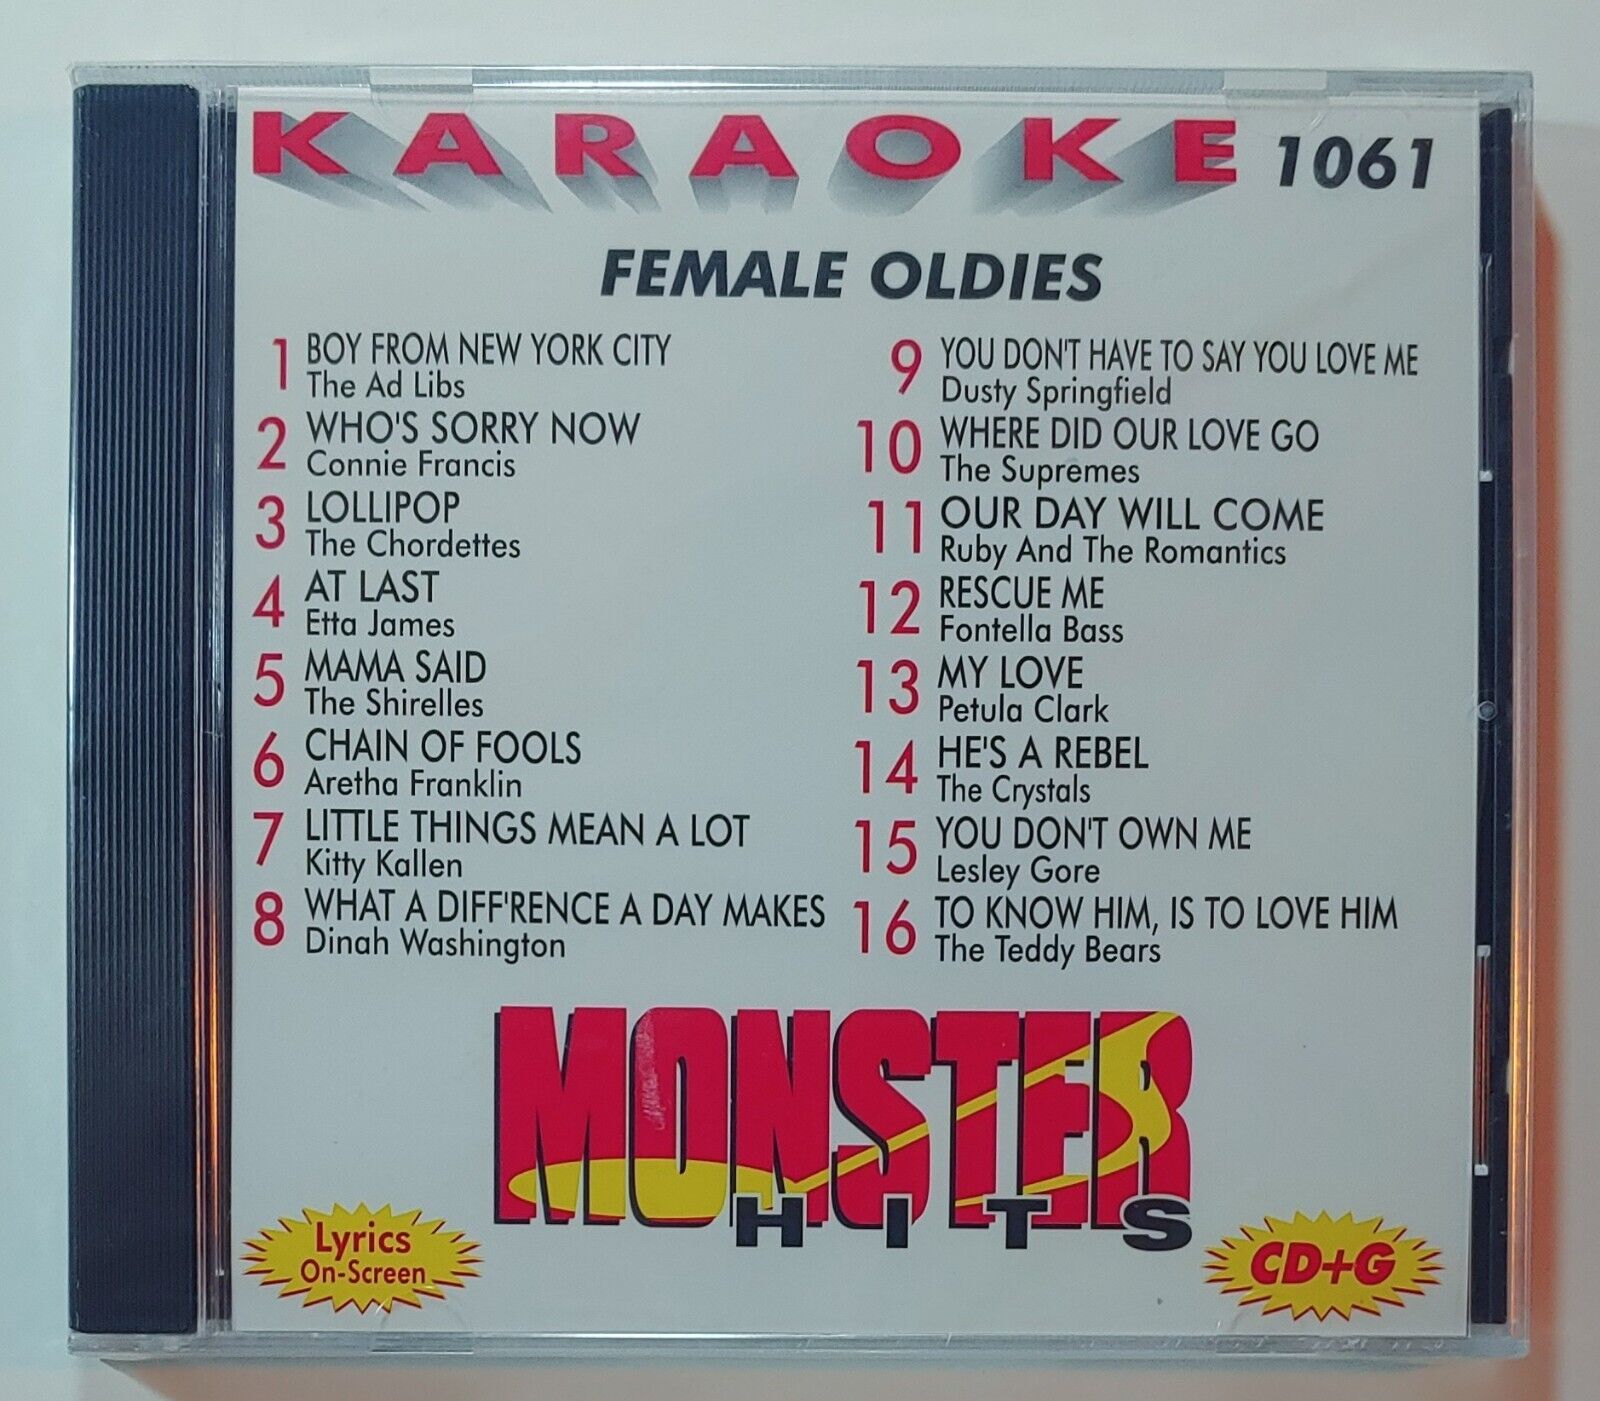 KARAOKE 1061
FEMALE OLDIES
1 BOY FROM NEW YORK CITY
The Ad Libs
2 WHO'S SORRY NOW
Connie Francis
3 LOLLIPOP
The Chordettes
4 AT LAST
Etta James
5 MAMA SAID
The Shirelles
6 CHAIN OF FOOLS
Aretha Franklin
7 LITTLE THINGS MEAN A LOT
Kitty Kallen
8 WHAT A DIFF'RENCE A DAY MAKES
Dinah Washington
9 YOU DON'T HAVE TO SAY YOU LOVE ME
Dusty Springfield
10 WHERE DID OUR LOVE GO
The Supremes
11 OUR DAY WILL COME
Ruby And The Romantics
12 RESCUE ME
Fontella Bass
13 MY LOVE
Petula Clark
14 HE'S A REBEL
The Crystals
15 YOU DON'T OWN ME
Lesley Gore
16 TO KNOW HIM, IS TO LOVE HIM
The Teddy Bears
MONSTER
HITS
Lyrics
On-Screen
CD+G